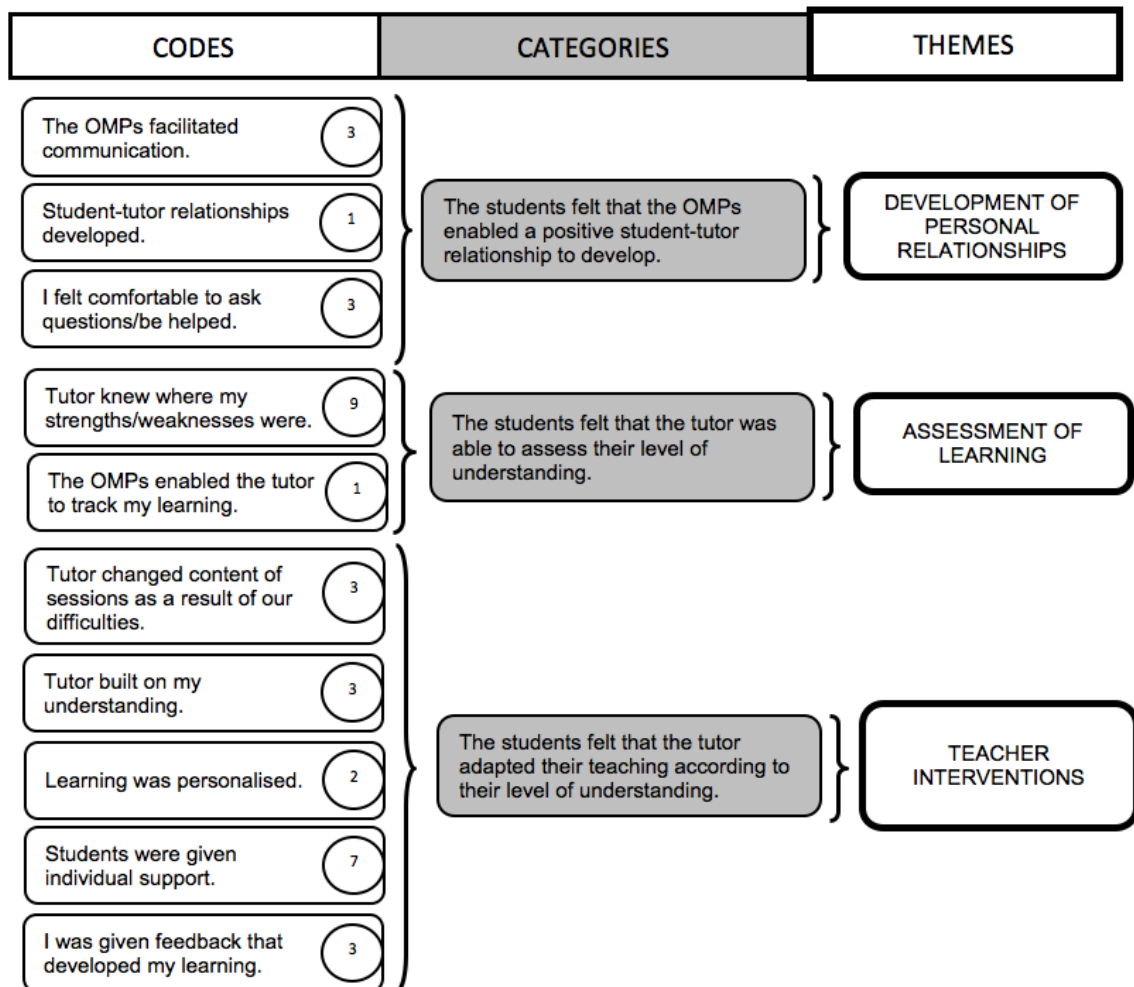 CODES
CATEGORIES
THEMES
The OMPs facilitated
communication.
3
Student-tutor relationships
developed.
1
I felt comfortable to ask
questions/be helped.
3
The students felt that the OMPs
enabled a positive student-tutor
relationship to develop.
DEVELOPMENT OF
PERSONAL
RELATIONSHIPS
Tutor knew where my
strengths/weaknesses were.
9
The OMPs enabled the tutor
to track my learning.
1
The students felt that the tutor was
able to assess their level of
understanding.
ASSESSMENT OF
LEARNING
Tutor changed content of
sessions as a result of our
difficulties.
3
Tutor built on my
understanding.
3
Learning was personalised.
2
Students were given
individual support.
7
I was given feedback that
developed my learning.
3
The students felt that the tutor
adapted their teaching according to
their level of understanding.
TEACHER
INTERVENTIONS